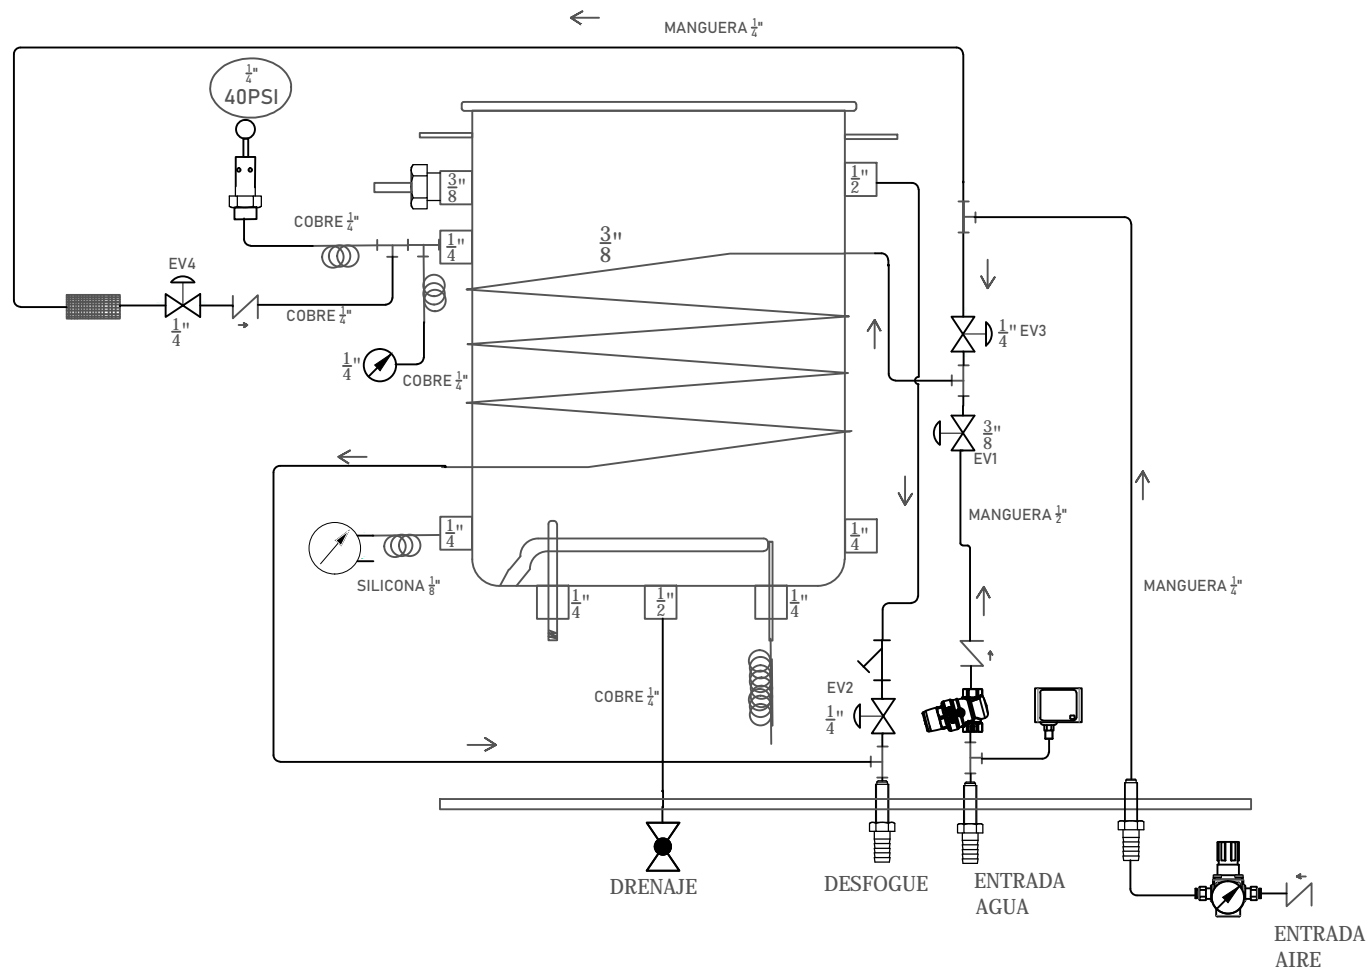 MANGUERA 1/4"
1/4"
40PSI
3/8"
1/2"
COBRE 1/4"
1/4"
3/8"
EV4
1/4"
COBRE 1/4"
1/4"
COBRE 1/4"
1/4" EV3
3/8"
EV1
MANGUERA 1/2"
1/4"
1/4"
SILICONA 1/8"
1/4"
1/2"
1/4"
MANGUERA 1/4"
COBRE 1/4"
EV2
1/4"
DRENAJE
DESFOGUE
ENTRADA
AGUA
ENTRADA
AIRE